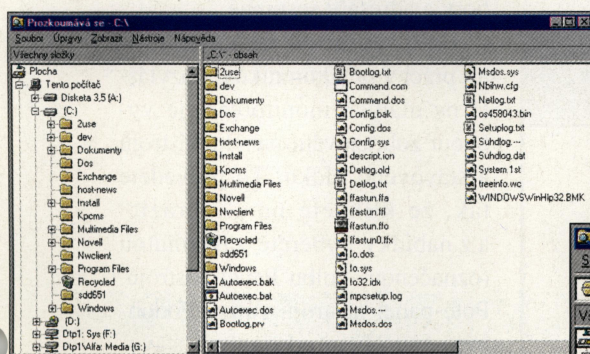 Prozkoumává se - C:\
Soubor Úpravy Zobrazit Nástroje Nápověda
Všechny složky
Plocha
Tento počítač
Disketa 3,5 (A:)
(C:)
2use
dev
Dokumenty
Dos
Exchange
host-news
Install
Kpcms
Multimedia Files
Novell
Nwclient
Program Files
Recycled
sdd651
Windows
(D:)
Dtp1: Sys (F:)
Dtp1\Alfa: Media (G:)
„C:\" - obsah
2use
dev
Dokumenty
Dos
Exchange
host-news
Install
Kpcms
Multimedia Files
Novell
Nwclient
Program Files
Recycled
sdd651
Windows
Autoexec.bak
Autoexec.bat
Autoexec.dos
Bootlog.prv
Bootlog.txt
Command.com
Command.dos
Config.bak
Config.dos
Config.sys
descript.ion
Detlog.old
Detlog.txt
ffastun.ffa
ffastun.ffl
ffastun.ffo
ffastun0.ffx
Io.dos
Io.sys
Io32.idx
mpcsetup.log
Msdos.---
Msdos.dos
Msdos.sys
Nbihw.cfg
Netlog.txt
os458043.bin
Setuplog.txt
Suhdlog.---
Suhdlog.dat
System.1st
treeinfo.wc
WINDOWSWinHlp32.BMK